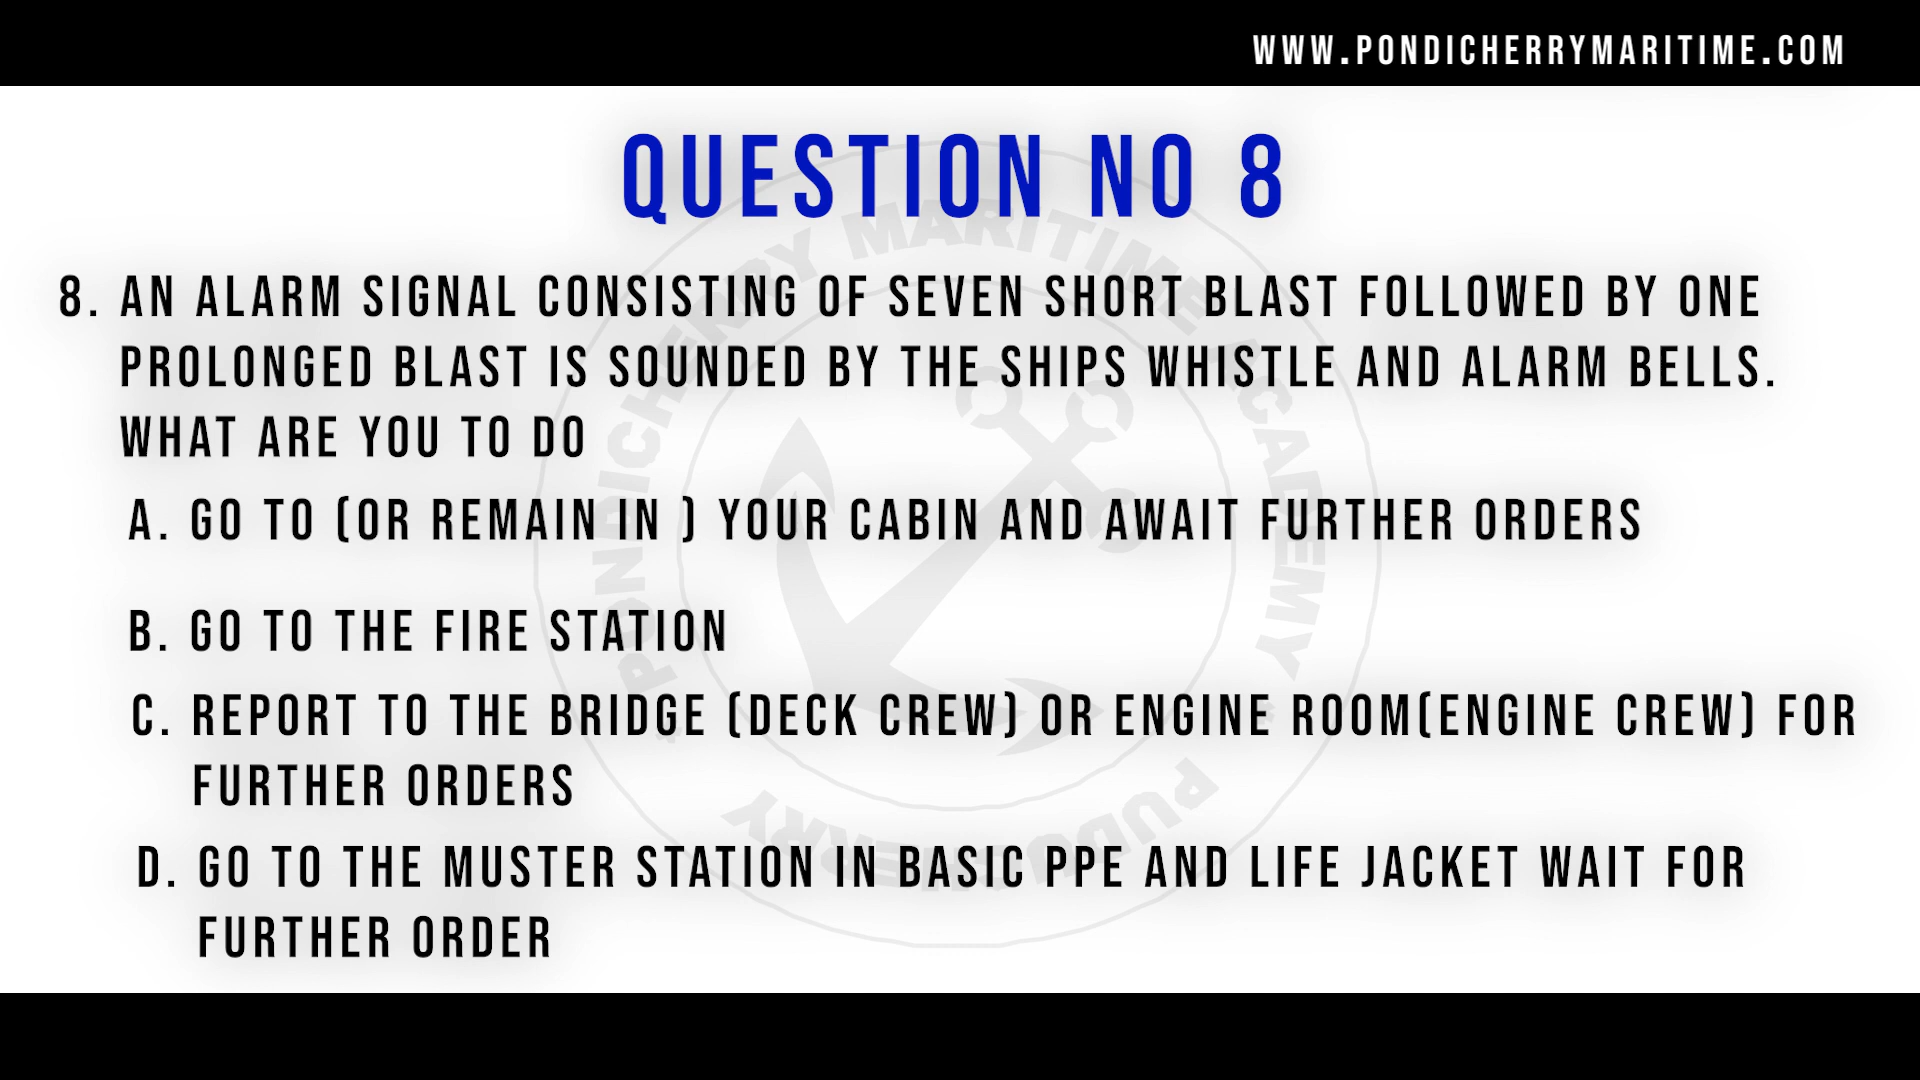 WWW.PONDICHERRYMARITIME.COM
QUESTION NO 8
8. AN ALARM SIGNAL CONSISTING OF SEVEN SHORT BLAST FOLLOWED BY ONE
PROLONGED BLAST IS SOUNDED BY THE SHIPS WHISTLE AND ALARM BELLS.
WHAT ARE YOU TO DO
A. GO TO (OR REMAIN IN ) YOUR CABIN AND AWAIT FURTHER ORDERS
B. GO TO THE FIRE STATION
C. REPORT TO THE BRIDGE (DECK CREW) OR ENGINE ROOM(ENGINE CREW) FOR
FURTHER ORDERS
D. GO TO THE MUSTER STATION IN BASIC PPE AND LIFE JACKET WAIT FOR
FURTHER ORDER
PONDICHERRY MARITIME ACADEMY